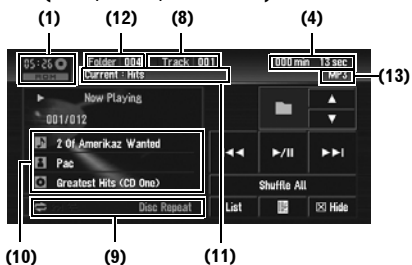 (1) (12) (8) (4)
05:26 Folder 004 Track 001 000 min 13 sec
ROM Current : Hits MP3
(13)
Now Playing
001/012
2 Of Amerikaz Wanted
Pac
Greatest Hits (CD One)
Shuffle All
Disc Repeat List Hide
(10) (9) (11)